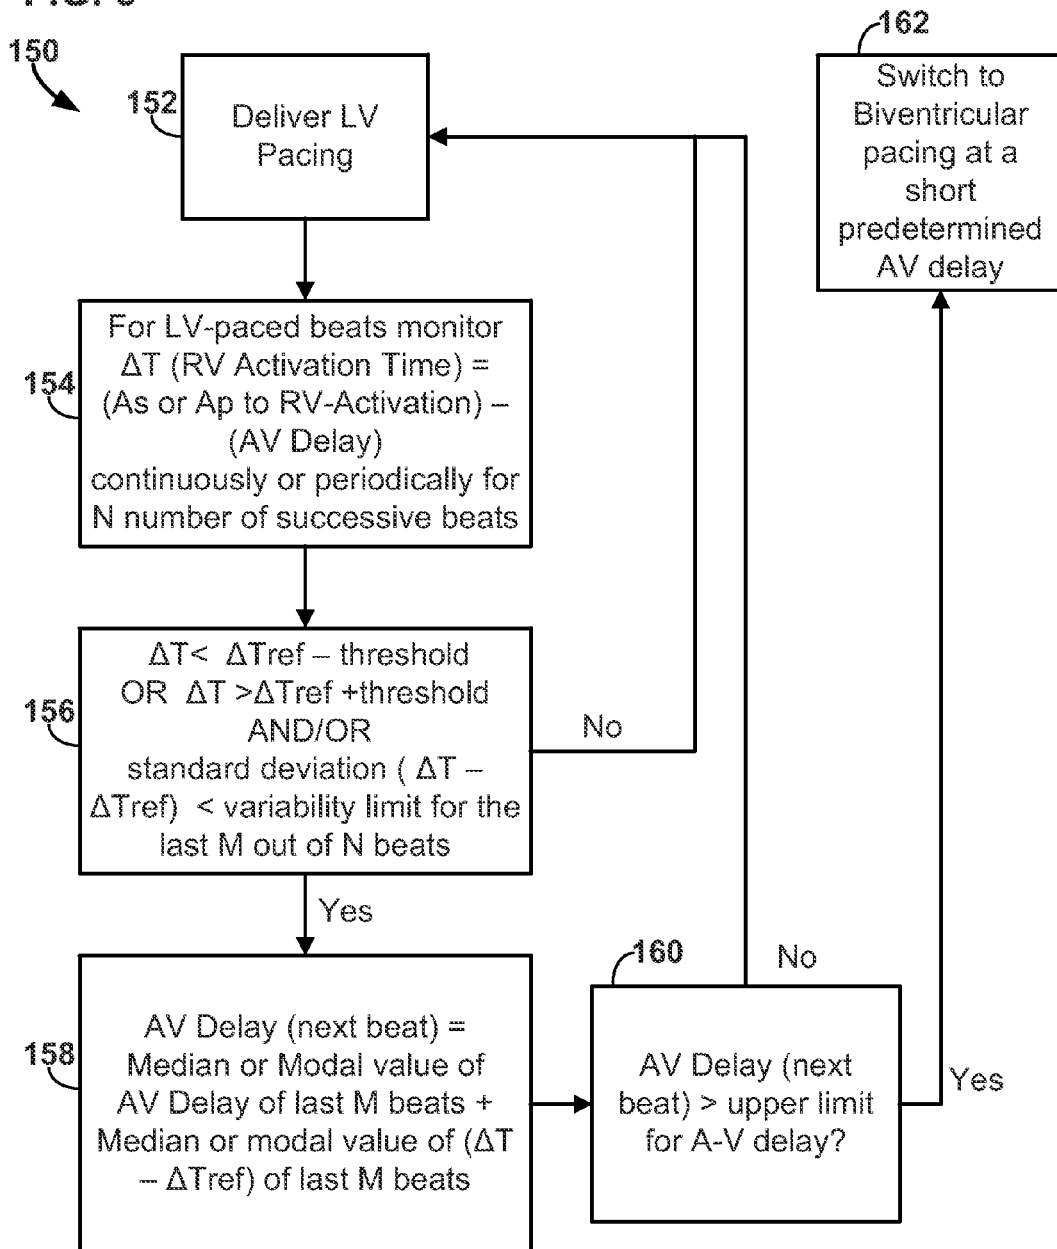 150
152
Deliver LV
Pacing
162
Switch to
Biventricular
pacing at a
short
predetermined
AV delay
154
For LV-paced beats monitor
ΔT (RV Activation Time) =
(As or Ap to RV-Activation) –
(AV Delay)
continuously or periodically for
N number of successive beats
156
ΔT< ΔTref – threshold
OR ΔT >ΔTref +threshold
AND/OR
standard deviation ( ΔT –
ΔTref) < variability limit for the
last M out of N beats
No
Yes
158
AV Delay (next beat) =
Median or Modal value of
AV Delay of last M beats +
Median or modal value of (ΔT
– ΔTref) of last M beats
160
No
AV Delay (next
beat) > upper limit
for A-V delay?
Yes